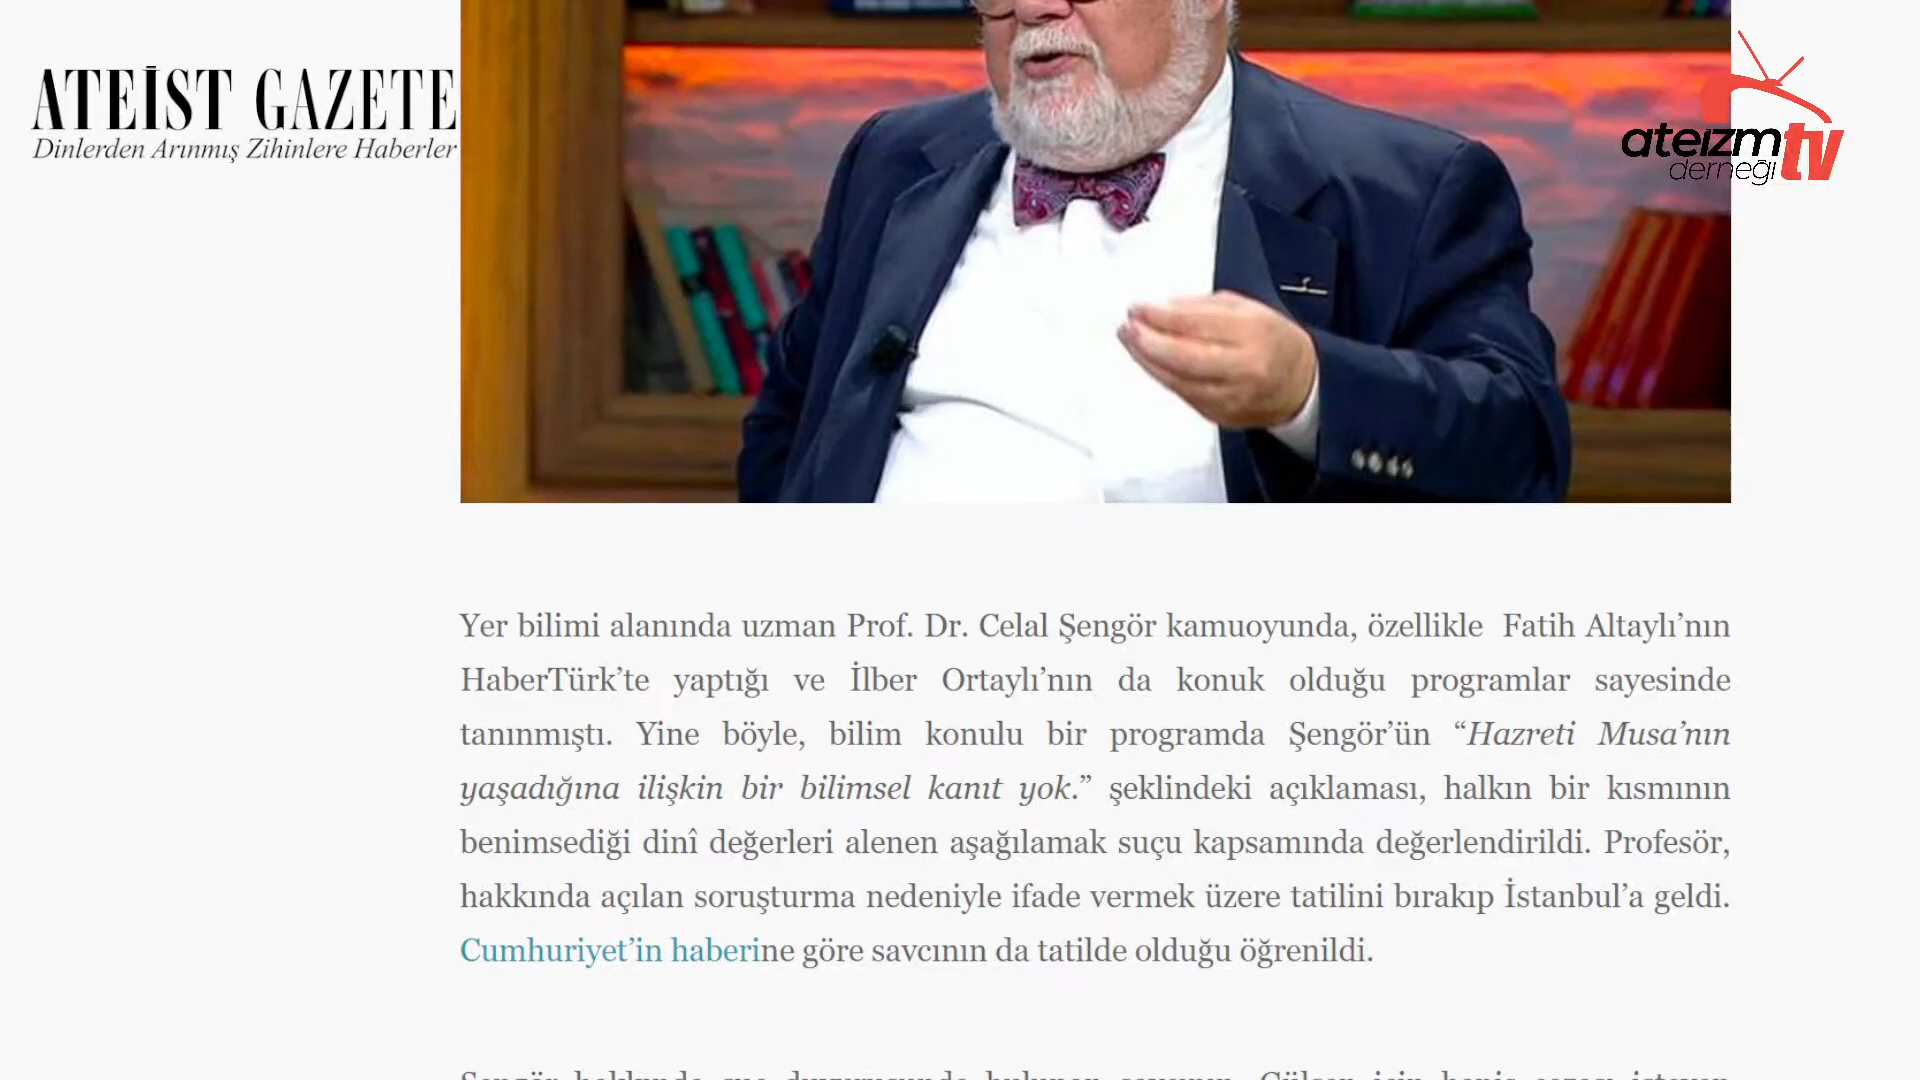 ATEİST GAZETE
Dinlerden Arınmış Zihinlere Haberler
ateizm tv
derneği
Yer bilimi alanında uzman Prof. Dr. Celal Şengör kamuoyunda, özellikle Fatih Altaylı’nın
HaberTürk’te yaptığı ve İlber Ortaylı’nın da konuk olduğu programlar sayesinde
tanınmıştı. Yine böyle, bilim konulu bir programda Şengör’ün “Hazreti Musa’nın
yaşadığına ilişkin bir bilimsel kanıt yok.” şeklindeki açıklaması, halkın bir kısmının
benimsediği dinî değerleri alenen aşağılamak suçu kapsamında değerlendirildi. Profesör,
hakkında açılan soruşturma nedeniyle ifade vermek üzere tatilini bırakıp İstanbul’a geldi.
Cumhuriyet’in haberine göre savcının da tatilde olduğu öğrenildi.